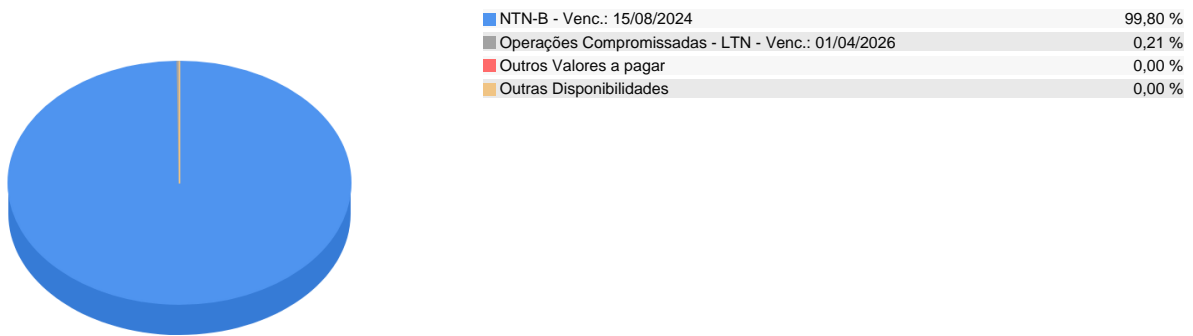 NTN-B - Venc.: 15/08/2024 99,80 %
Operações Compromissadas - LTN - Venc.: 01/04/2026 0,21 %
Outros Valores a pagar 0,00 %
Outras Disponibilidades 0,00 %